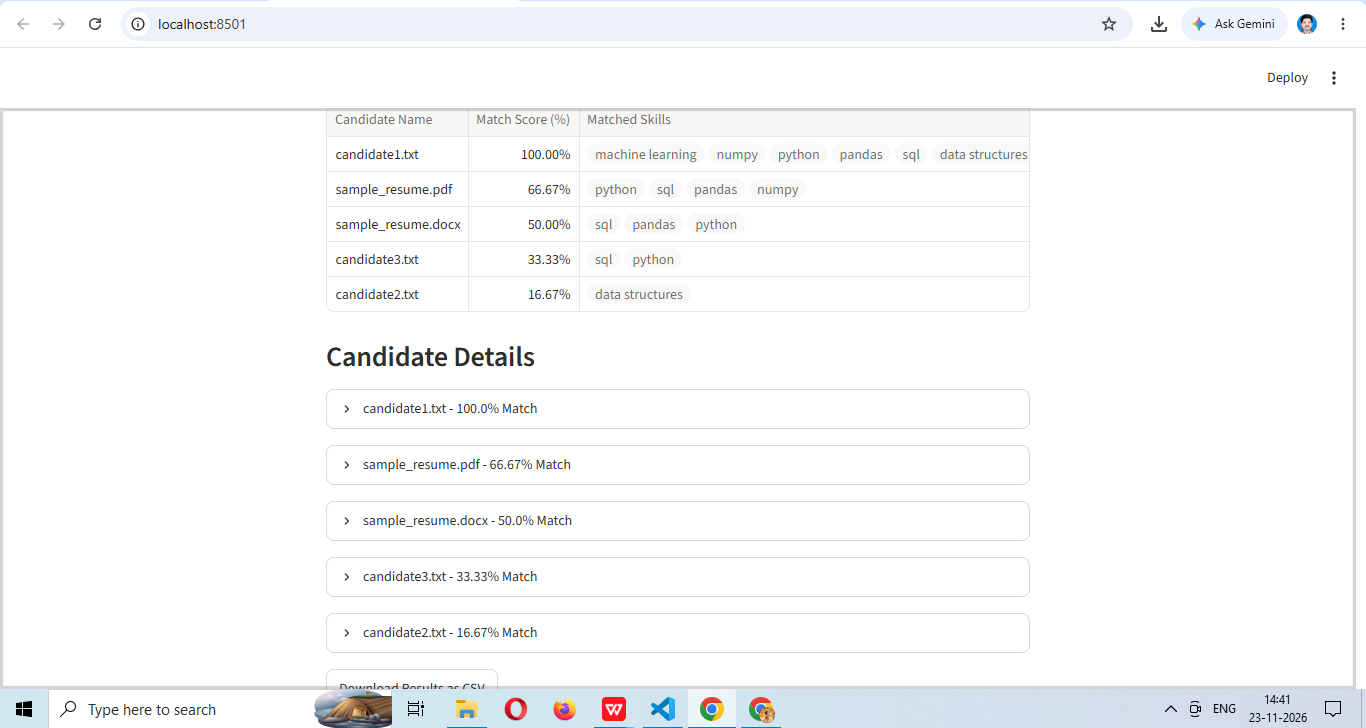 localhost:8501
Ask Gemini
Deploy
Candidate Name Match Score (%) Matched Skills
candidate1.txt 100.00% machine learning numpy python pandas sql data structures
sample_resume.pdf 66.67% python sql pandas numpy
sample_resume.docx 50.00% sql pandas python
candidate3.txt 33.33% sql python
candidate2.txt 16.67% data structures
Candidate Details
candidate1.txt - 100.0% Match
sample_resume.pdf - 66.67% Match
sample_resume.docx - 50.0% Match
candidate3.txt - 33.33% Match
candidate2.txt - 16.67% Match
Download Results as CSV
Type here to search
W
ENG
14:41
23-11-2026